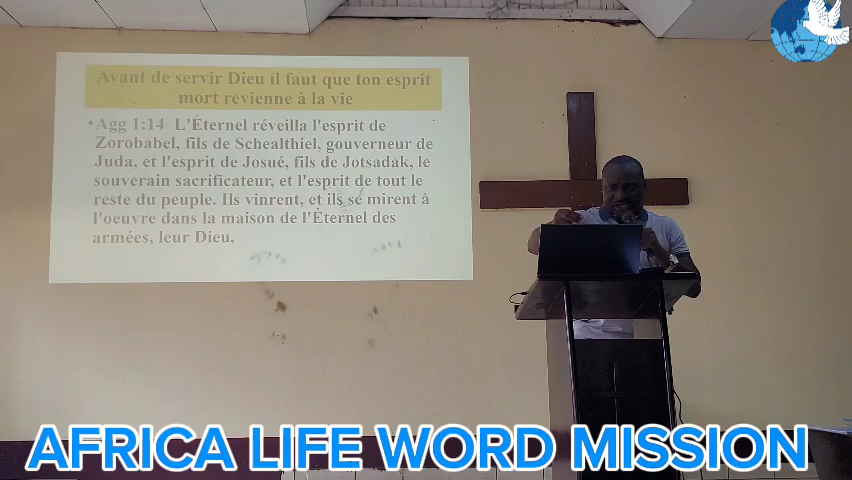 Avant de servir Dieu il faut que ton esprit
mort revienne à la vie
•Agg 1:14 L'Éternel réveilla l'esprit de
Zorobabel, fils de Schealthiel, gouverneur de
Juda, et l'esprit de Josué, fils de Jotsadak, le
souverain sacrificateur, et l'esprit de tout le
reste du peuple. Ils vinrent, et ils se mirent à
l'oeuvre dans la maison de l'Éternel des
armées, leur Dieu,
AFRICA LIFE WORD MISSION